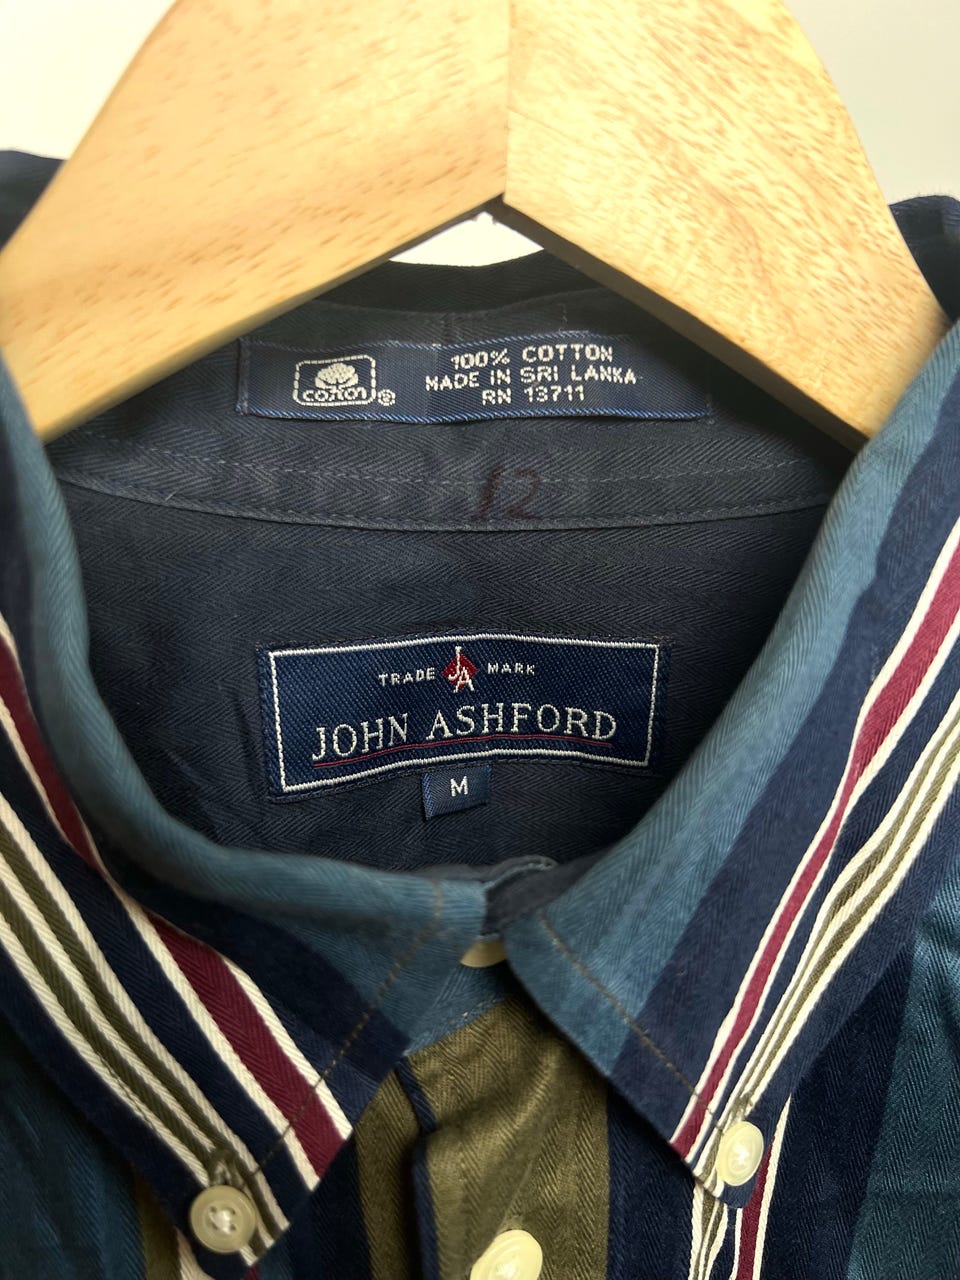 cotton ®
100% COTTON
MADE IN SRI LANKA
RN 13711
12
TRADE JA MARK
JOHN ASHFORD
M